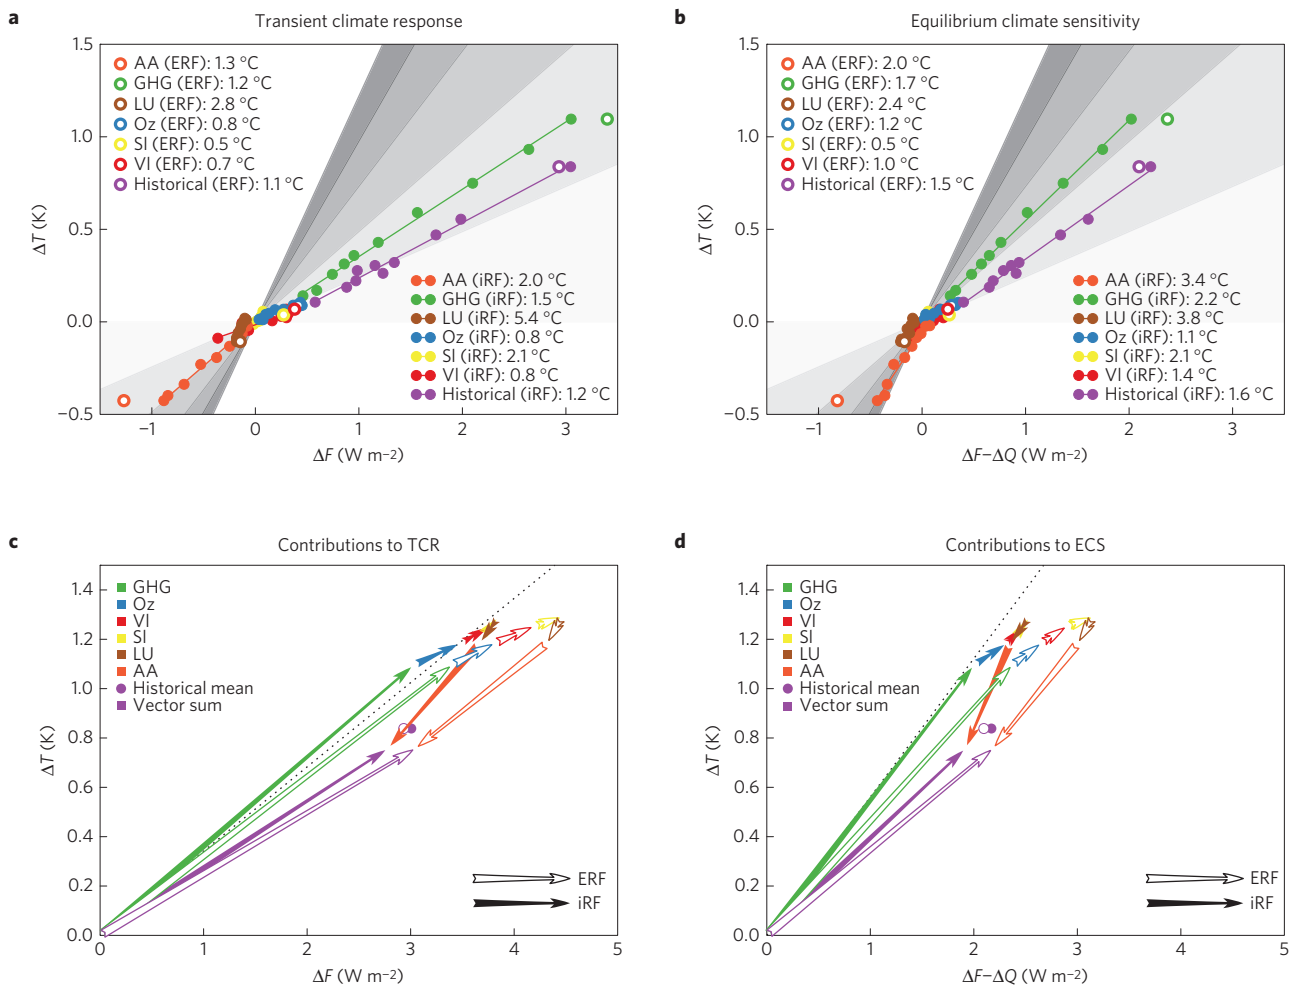 a Transient climate response
1.5
1.0
0.5
0.0
−0.5
ΔT (K)
AA (ERF): 1.3 °C
GHG (ERF): 1.2 °C
LU (ERF): 2.8 °C
Oz (ERF): 0.8 °C
SI (ERF): 0.5 °C
VI (ERF): 0.7 °C
Historical (ERF): 1.1 °C
AA (iRF): 2.0 °C
GHG (iRF): 1.5 °C
LU (iRF): 5.4 °C
Oz (iRF): 0.8 °C
SI (iRF): 2.1 °C
VI (iRF): 0.8 °C
Historical (iRF): 1.2 °C
−1 0 1 2 3
ΔF (W m−2)
b Equilibrium climate sensitivity
1.5
1.0
0.5
0.0
−0.5
ΔT (K)
AA (ERF): 2.0 °C
GHG (ERF): 1.7 °C
LU (ERF): 2.4 °C
Oz (ERF): 1.2 °C
SI (ERF): 0.5 °C
VI (ERF): 1.0 °C
Historical (ERF): 1.5 °C
AA (iRF): 3.4 °C
GHG (iRF): 2.2 °C
LU (iRF): 3.8 °C
Oz (iRF): 1.1 °C
SI (iRF): 2.1 °C
VI (iRF): 1.4 °C
Historical (iRF): 1.6 °C
−1 0 1 2 3
ΔF−ΔQ (W m−2)
c Contributions to TCR
1.4
1.2
1.0
0.8
0.6
0.4
0.2
0.0
ΔT (K)
GHG
Oz
VI
SI
LU
AA
Historical mean
Vector sum
ERF
iRF
0 1 2 3 4 5
ΔF (W m−2)
d Contributions to ECS
1.4
1.2
1.0
0.8
0.6
0.4
0.2
0.0
ΔT (K)
GHG
Oz
VI
SI
LU
AA
Historical mean
Vector sum
ERF
iRF
0 1 2 3 4 5
ΔF−ΔQ (W m−2)